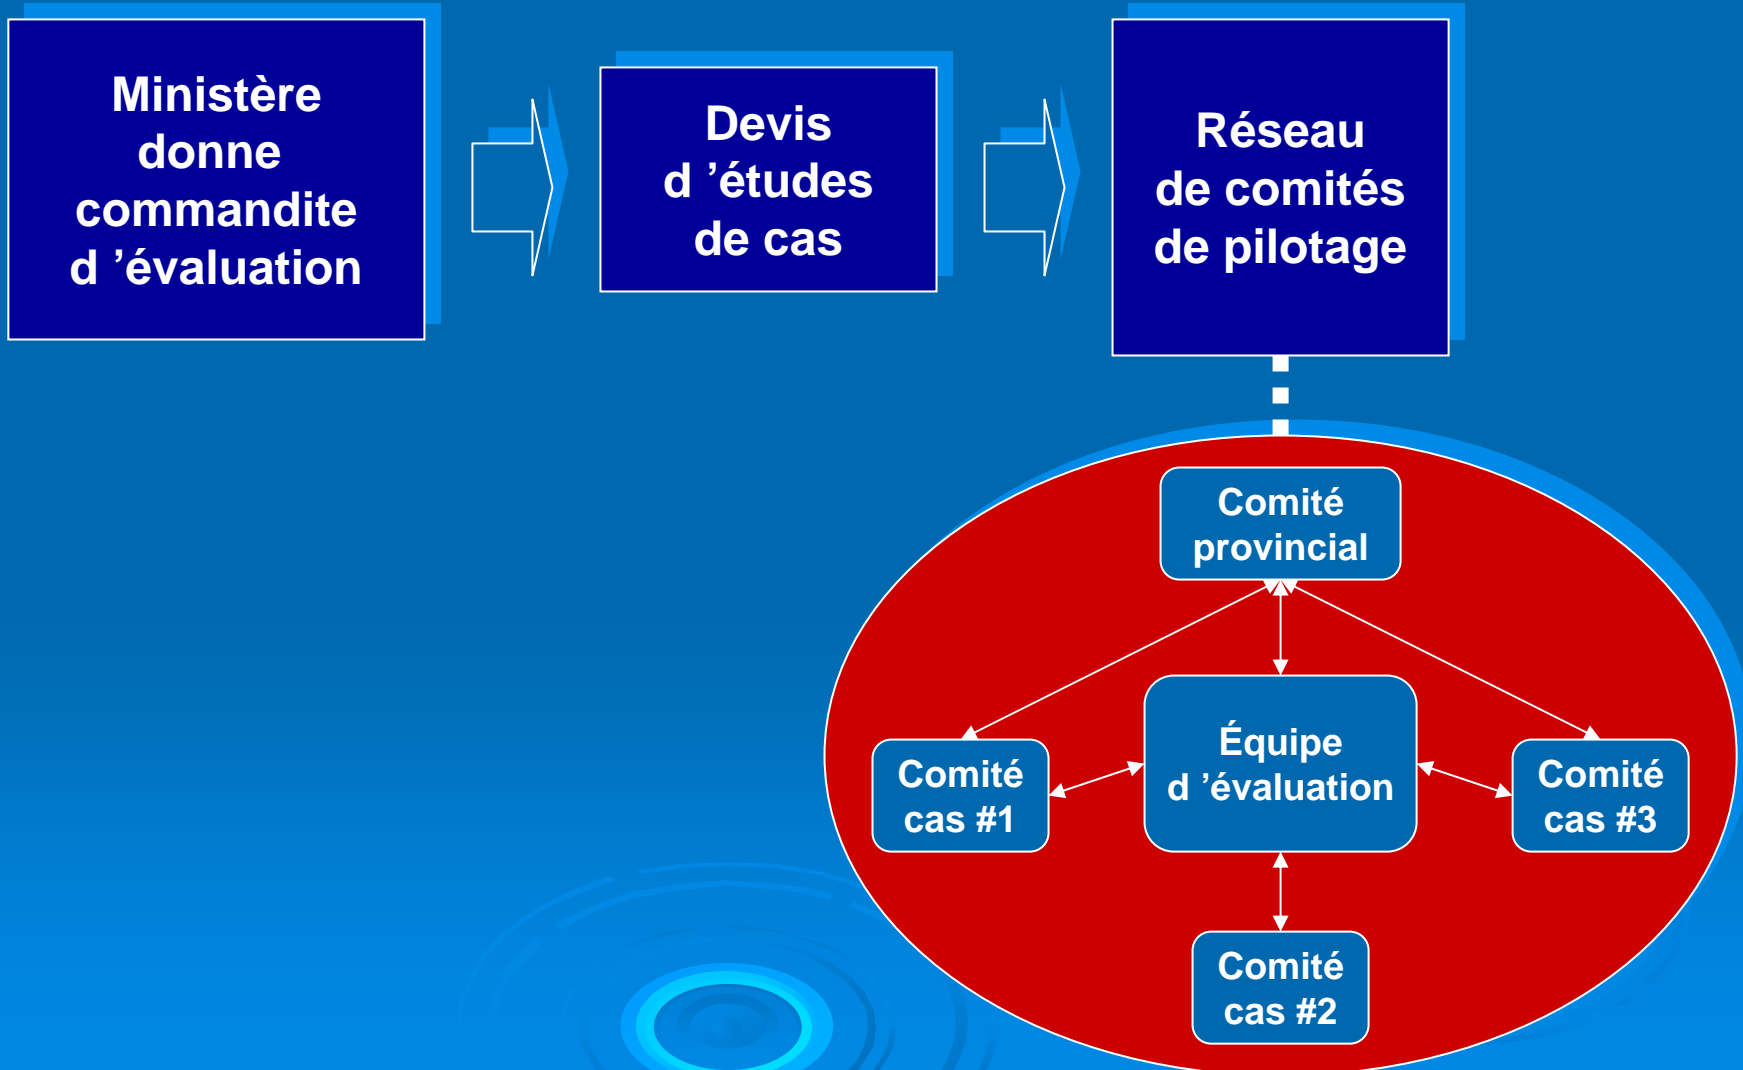 Ministère
donne
commandite
d ’évaluation
Devis
d ’études
de cas
Réseau
de comités
de pilotage
Comité
provincial
Équipe
d ’évaluation
Comité
cas #1
Comité
cas #3
Comité
cas #2